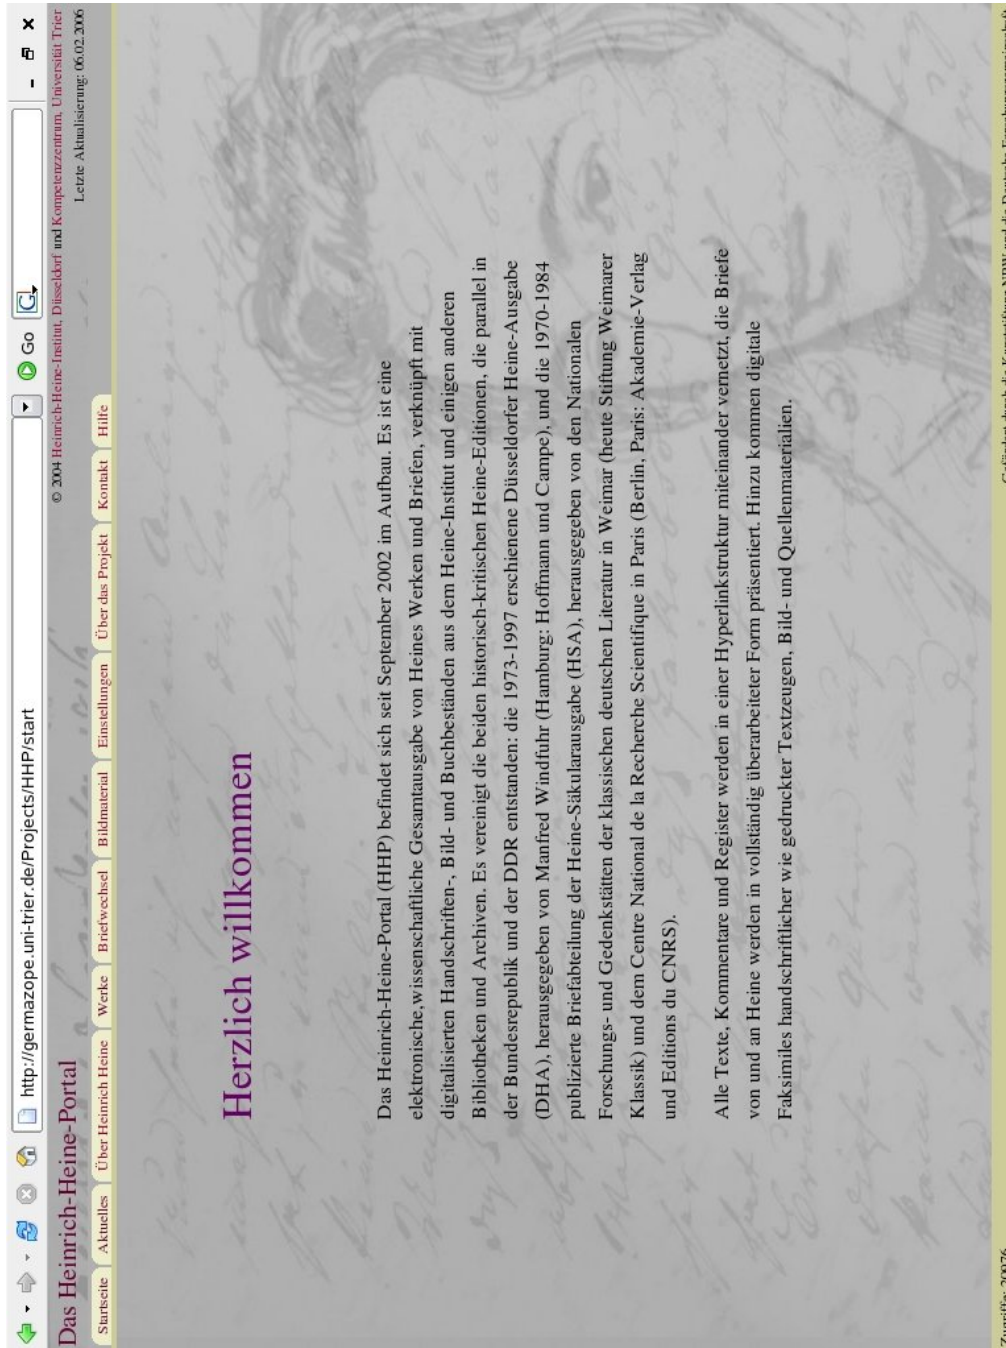 http://germazope.uni-trier.de/Projects/HHP/start
Go
G
Das Heinrich-Heine-Portal
© 2004 Heinrich-Heine-Institut, Düsseldorf und Kompetenzzentrum, Universität Trier
Letzte Aktualisierung: 06.02.2006
Startseite Aktuelles Über Heinrich Heine Werke Briefwechsel Bildmaterial Einstellungen Über das Projekt Kontakt Hilfe
Herzlich willkommen
Das Heinrich-Heine-Portal (HHP) befindet sich seit September 2002 im Aufbau. Es ist eine
elektronische,wissenschaftliche Gesamtausgabe von Heines Werken und Briefen, verknüpft mit
digitalisierten Handschriften-, Bild- und Buchbeständen aus dem Heine-Institut und einigen anderen
Bibliotheken und Archiven. Es vereinigt die beiden historisch-kritischen Heine-Editionen, die parallel in
der Bundesrepublik und der DDR entstanden: die 1973-1997 erschienene Düsseldorfer Heine-Ausgabe
(DHA), herausgegeben von Manfred Windfuhr (Hamburg: Hoffmann und Campe), und die 1970-1984
publizierte Briefabteilung der Heine-Säkularausgabe (HSA), herausgegeben von den Nationalen
Forschungs- und Gedenkstätten der klassischen deutschen Literatur in Weimar (heute Stiftung Weimarer
Klassik) und dem Centre National de la Recherche Scientifique in Paris (Berlin, Paris: Akademie-Verlag
und Editions du CNRS).
Alle Texte, Kommentare und Register werden in einer Hyperlinkstruktur miteinander vernetzt, die Briefe
von und an Heine werden in vollständig überarbeiteter Form präsentiert. Hinzu kommen digitale
Faksimiles handschriftlicher wie gedruckter Textzeugen, Bild- und Quellenmaterialien.
Zugriffe: 20076